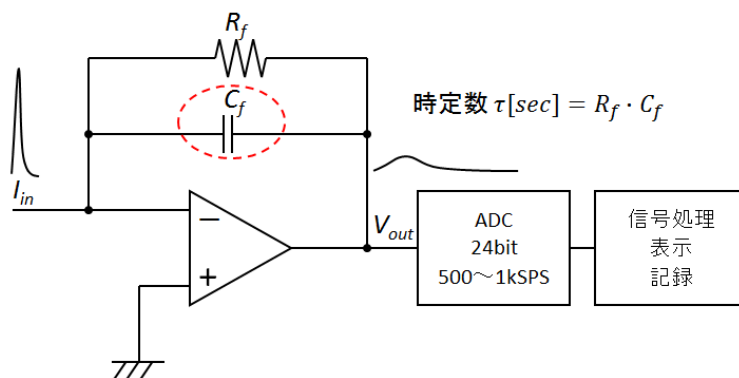 R_f
C_f
時定数 τ[sec] = R_f · C_f
I_in
−
+
V_out
ADC
24bit
500～1kSPS
信号処理
表示
記録